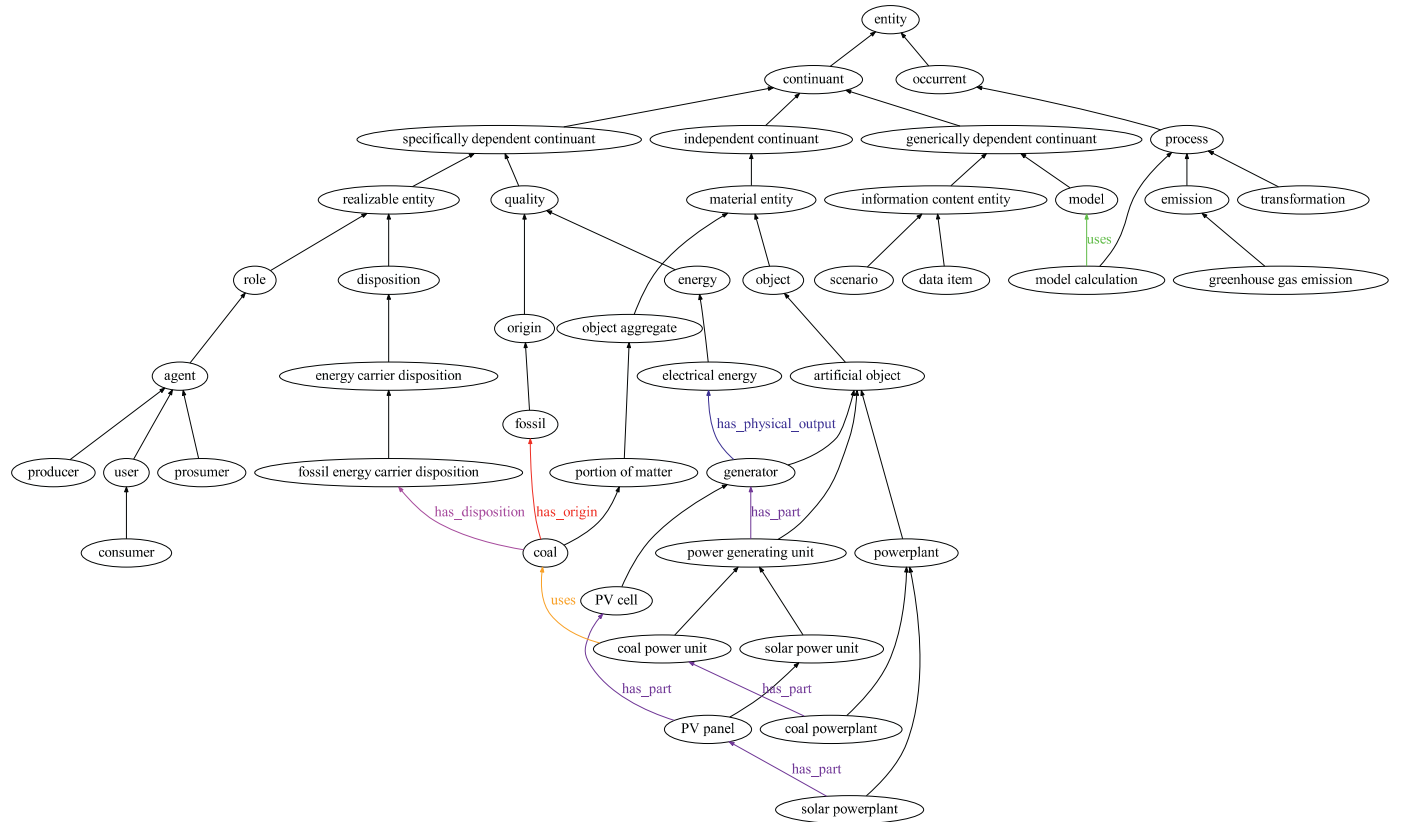 entity
continuant
occurrent
specifically dependent continuant
independent continuant
generically dependent continuant
process
realizable entity
quality
material entity
information content entity
model
emission
transformation
uses
role
disposition
energy
object
scenario
data item
model calculation
greenhouse gas emission
origin
object aggregate
agent
energy carrier disposition
electrical energy
artificial object
fossil
has_physical_output
producer
user
prosumer
fossil energy carrier disposition
portion of matter
generator
has_disposition
has_origin
has_part
consumer
coal
power generating unit
powerplant
uses
PV cell
coal power unit
solar power unit
has_part
has_part
PV panel
coal powerplant
has_part
solar powerplant